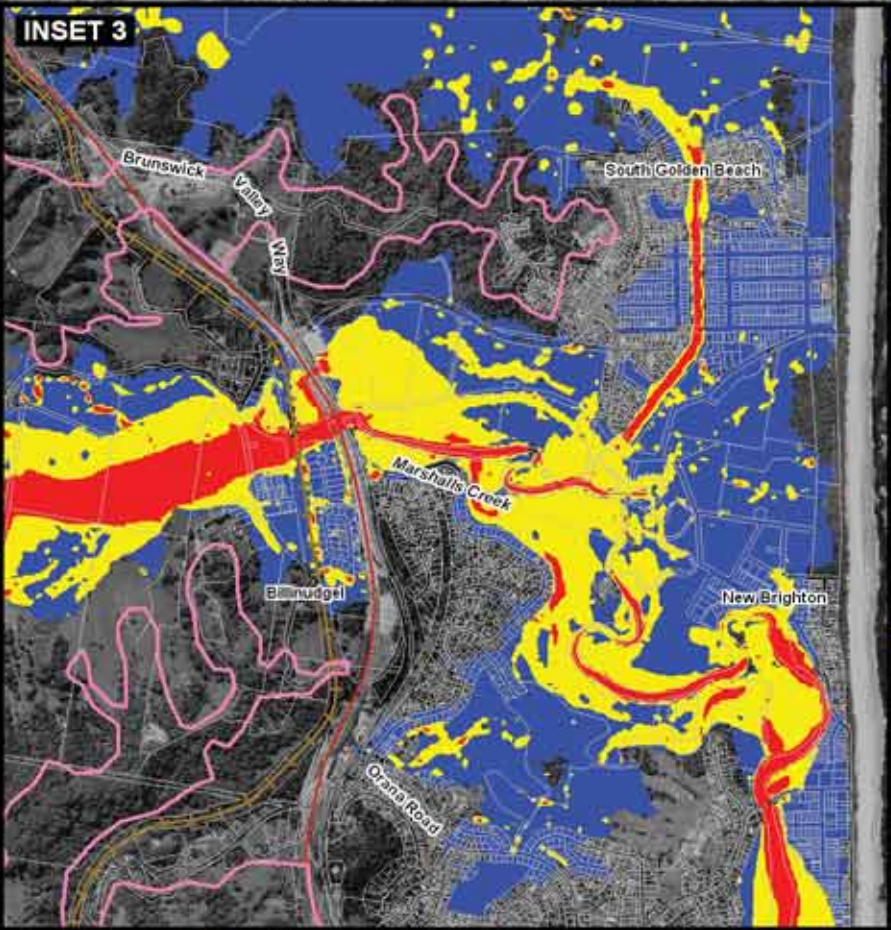 INSET 3
Brunswick
Valley
Way
South Golden Beach
Marshalls Creek
Billinudgel
New Brighton
Orana Road